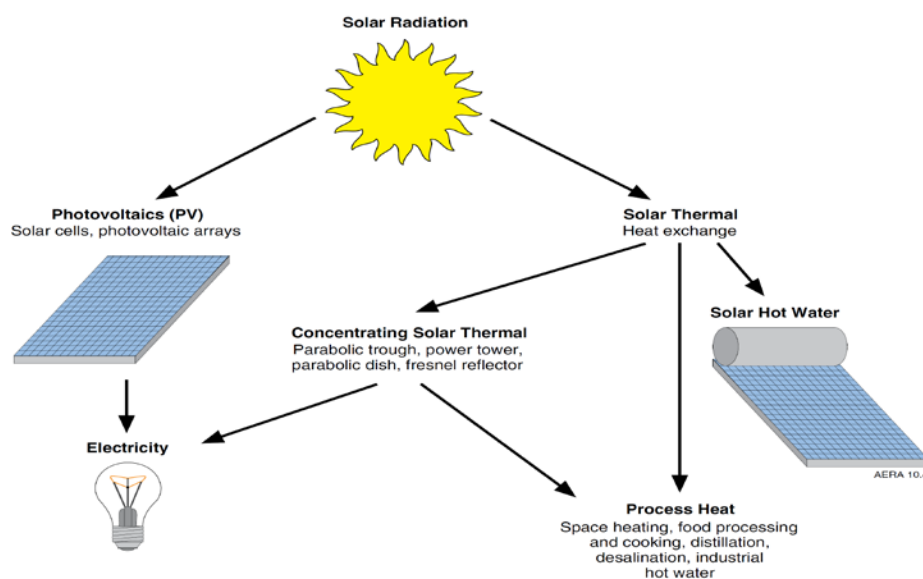 Solar Radiation
Photovoltaics (PV)
Solar cells, photovoltaic arrays
Solar Thermal
Heat exchange
Solar Hot Water
Concentrating Solar Thermal
Parabolic trough, power tower,
parabolic dish, fresnel reflector
Electricity
AERA 10.
Process Heat
Space heating, food processing
and cooking, distillation,
desalination, industrial
hot water